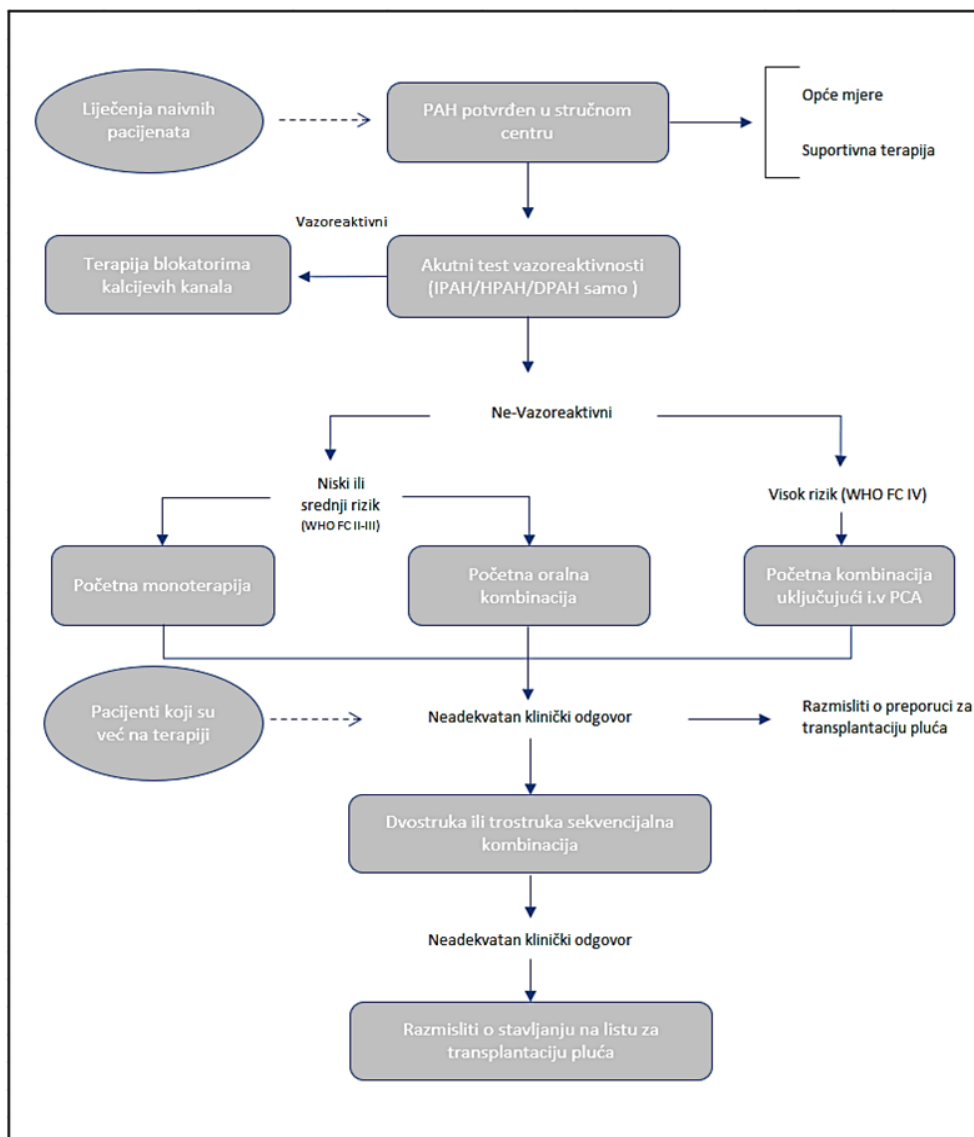 Liječenja naivnih
pacijenata
PAH potvrđen u stručnom
centru
Opće mjere
Suportivna terapija
Vazoreaktivni
Terapija blokatorima
kalcijevih kanala
Akutni test vazoreaktivnosti
(IPAH/HPAH/DPAH samo )
Ne-Vazoreaktivni
Niski ili
srednji rizik
(WHO FC II-III)
Visok rizik (WHO FC IV)
Početna monoterapija
Početna oralna
kombinacija
Početna kombinacija
uključujući i.v PCA
Pacijenti koji su
već na terapiji
Neadekvatan klinički odgovor
Razmisliti o preporuci za
transplantaciju pluća
Dvostruka ili trostruka sekvencijalna
kombinacija
Neadekvatan klinički odgovor
Razmisliti o stavljanju na listu za
transplantaciju pluća